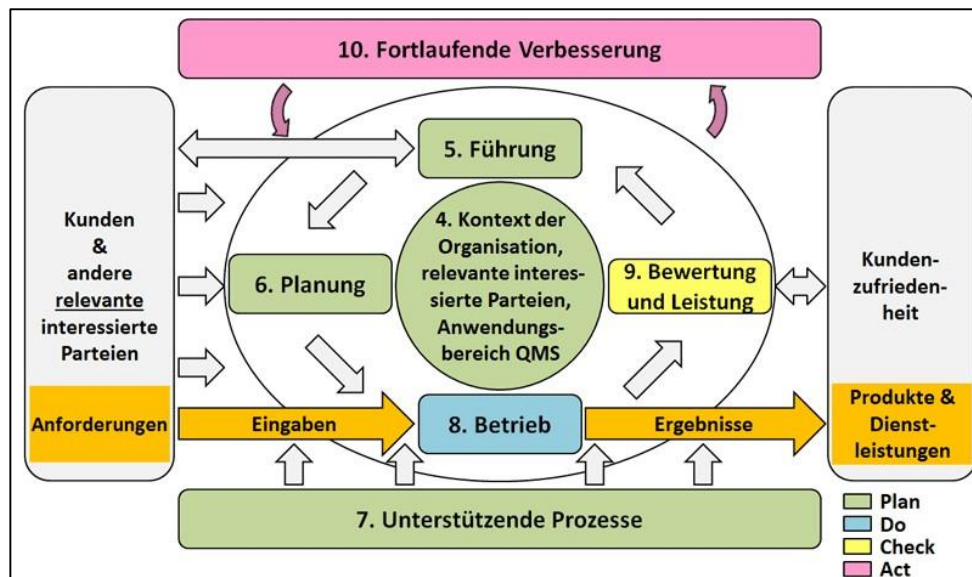 10. Fortlaufende Verbesserung
Kunden
&
andere
relevante
interessierte
Parteien
Anforderungen
5. Führung
4. Kontext der
Organisation,
relevante interes-
sierte Parteien,
Anwendungs-
bereich QMS
6. Planung
9. Bewertung
und Leistung
Eingaben
8. Betrieb
Ergebnisse
7. Unterstützende Prozesse
Kunden-
zufrieden-
heit
Produkte &
Dienst-
leistungen
Plan
Do
Check
Act